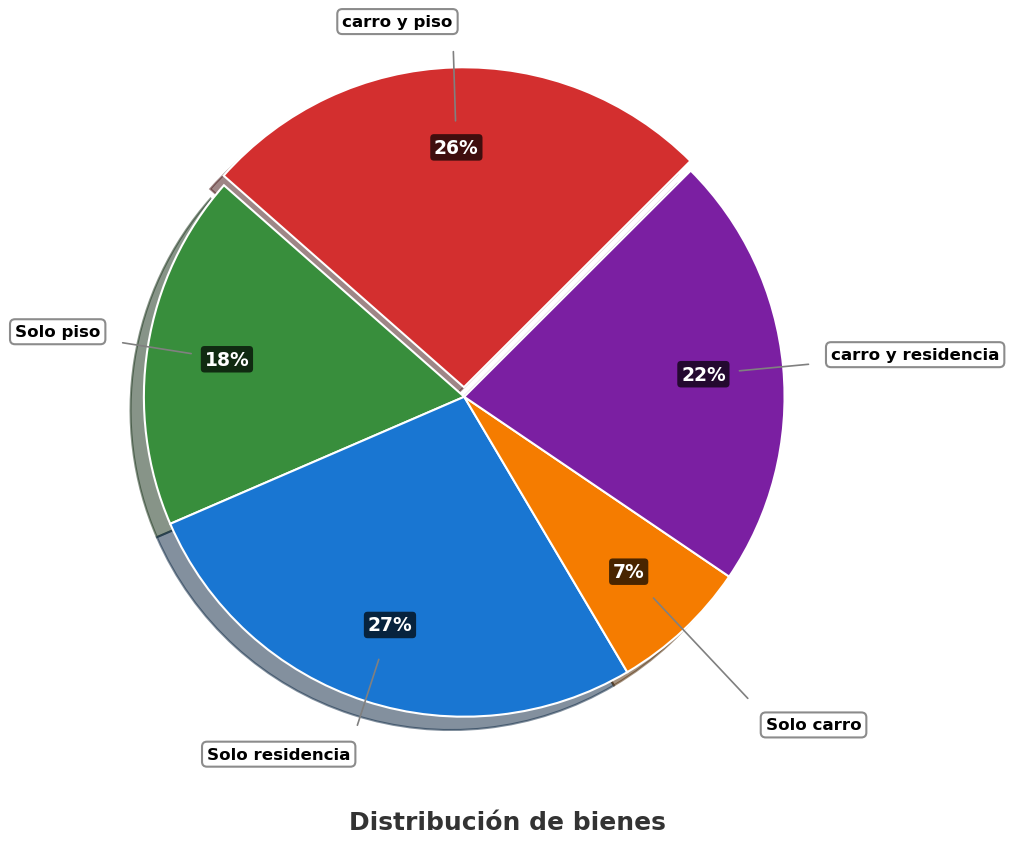 carro y piso
26%
Solo piso
18%
carro y residencia
22%
7%
27%
Solo carro
Solo residencia
Distribución de bienes